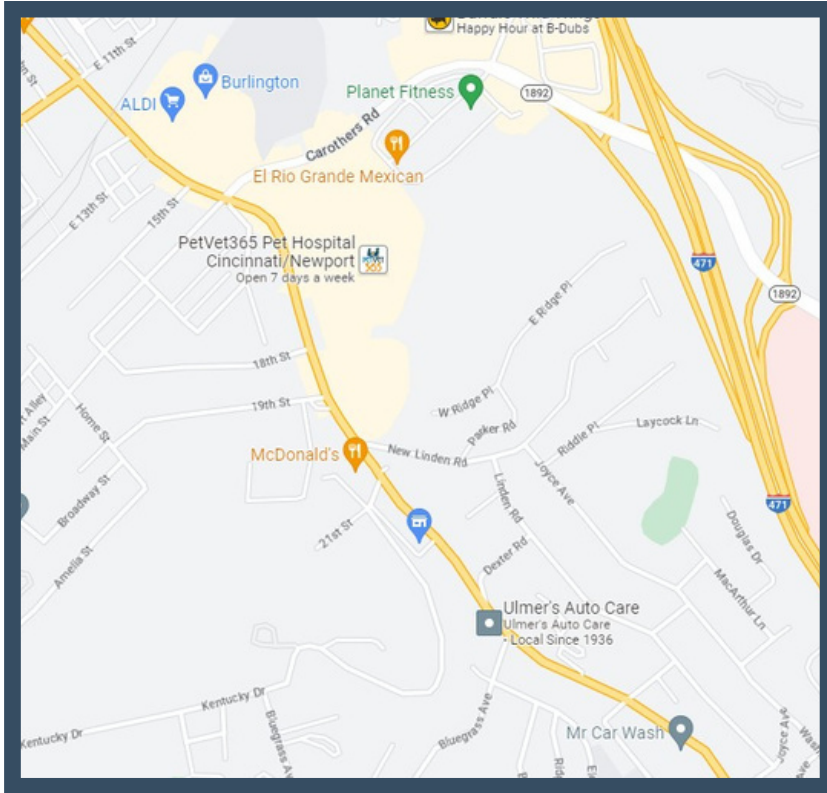 Happy Hour at B-Dubs
E 11th St
Burlington
ALDI
Planet Fitness
1892
Carothers Rd
El Rio Grande Mexican
E 13th St
15th St
PetVet365 Pet Hospital
Cincinnati/Newport
Open 7 days a week
471
1892
E Ridge Pl
18th St
W Ridge Pl
19th St
Parker Rd
Riddle Pl
Laycock Ln
Alley
Main St
Home St
McDonald's
New Linden Rd
Joyce Ave
Broadway St
Linden Rd
471
21st St
Douglas Dr
Amelia St
Dexter Rd
MacArthur Ln
Ulmer's Auto Care
Ulmer's Auto Care
- Local Since 1936
Kentucky Dr
Kentucky Dr
Bluegrass Av
Bluegrass Ave
Mr Car Wash
Joyce Ave